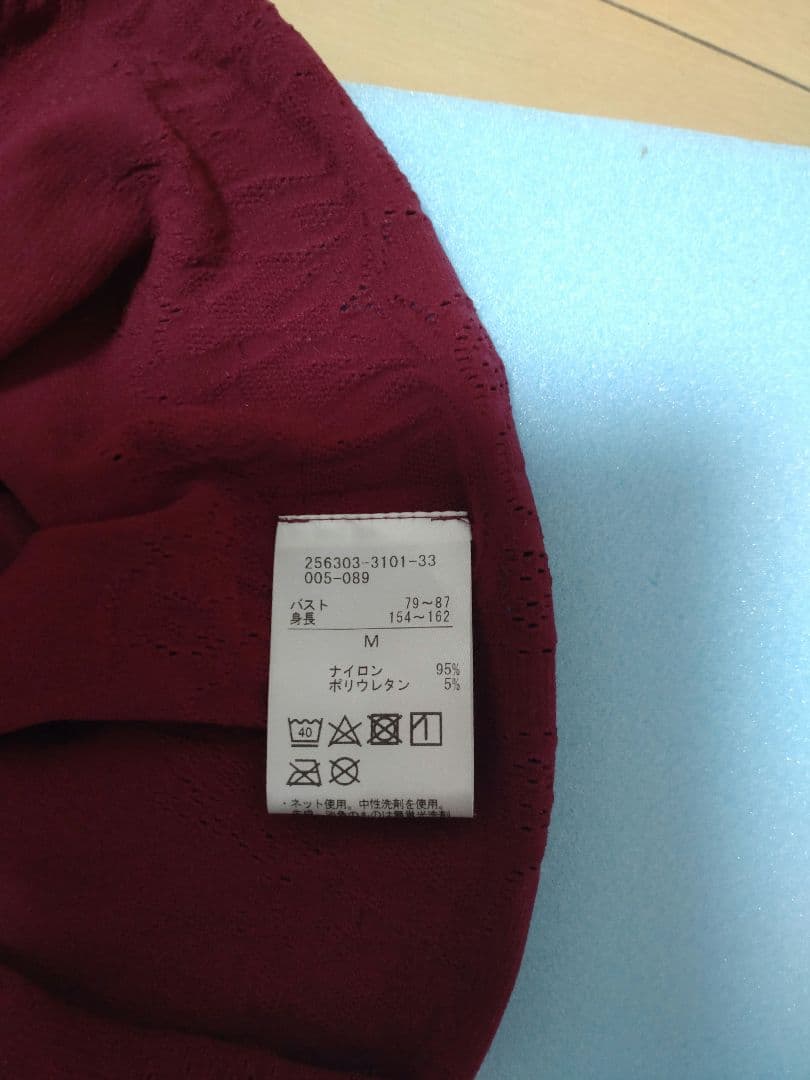 256303-3101-33
005-089
バスト 79～87
身長 154～162
M
ナイロン 95%
ポリウレタン 5%
40
・ネット使用。中性洗剤を使用。